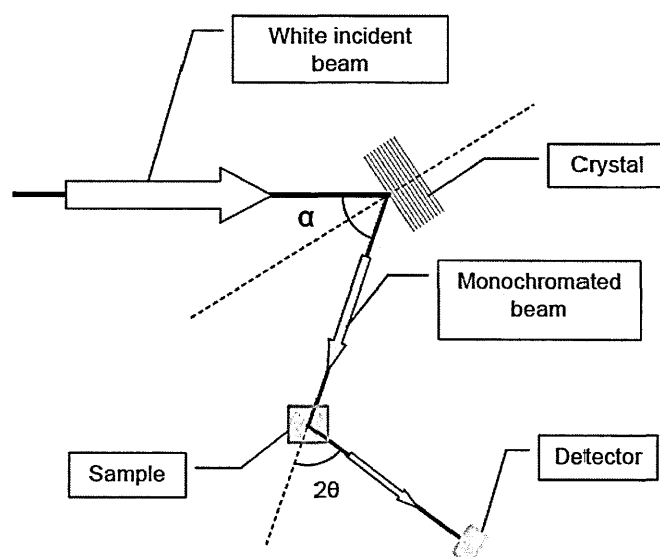 White incident
beam
Crystal
α
Monochromated
beam
Sample
2θ
Detector